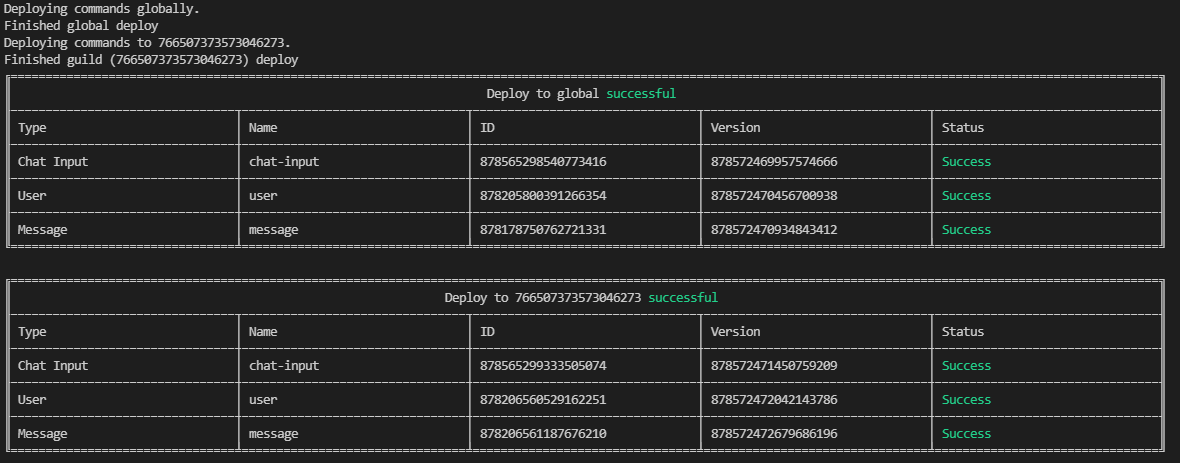 Deploying commands globally.
Finished global deploy
Deploying commands to 766507373573046273.
Finished guild (766507373573046273) deploy
Deploy to global successful
Type Name ID Version Status
Chat Input chat-input 878565298540773416 878572469957574666 Success
User user 878205800391266354 878572470456700938 Success
Message message 878178750762721331 878572470934843412 Success
Deploy to 766507373573046273 successful
Type Name ID Version Status
Chat Input chat-input 878565299333505074 878572471450759209 Success
User user 878206560529162251 878572472042143786 Success
Message message 878206561187676210 878572472679686196 Success